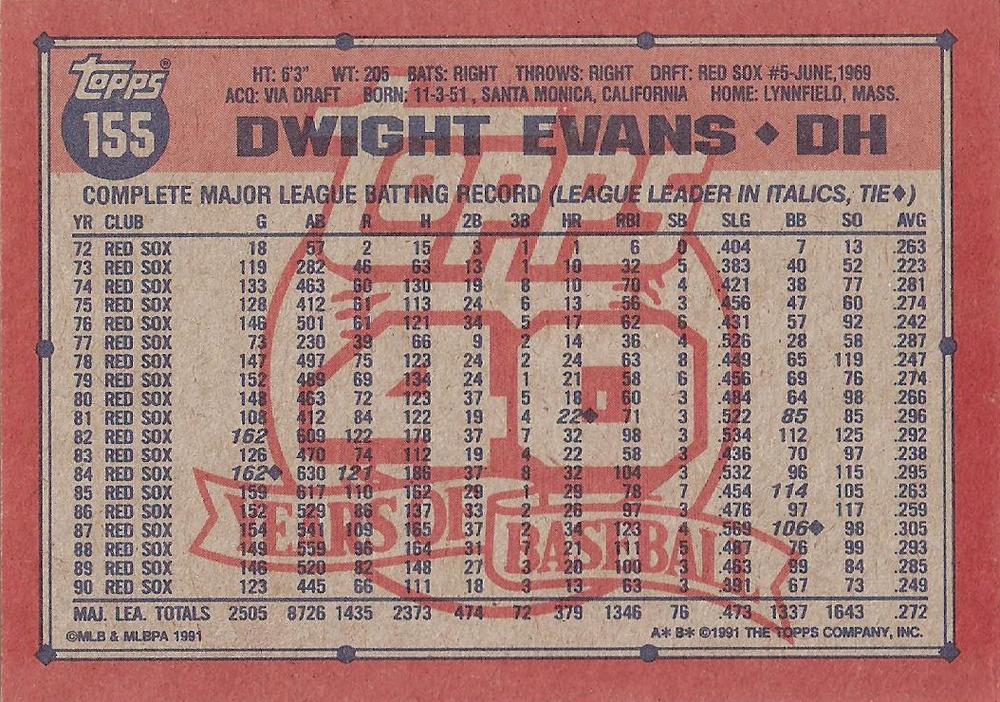 topps®
155
HT: 6'3" WT: 205 BATS: RIGHT THROWS: RIGHT DRFT: RED SOX #5-JUNE,1969
ACQ: VIA DRAFT BORN: 11-3-51 , SANTA MONICA, CALIFORNIA HOME: LYNNFIELD, MASS.
DWIGHT EVANS ◆ DH
COMPLETE MAJOR LEAGUE BATTING RECORD (LEAGUE LEADER IN ITALICS, TIE◆)
YR CLUB G AB R H 2B 3B HR RBI SB SLG BB SO AVG
72 RED SOX 18 57 2 15 3 1 1 6 0 .404 7 13 .263
73 RED SOX 119 282 46 63 13 1 10 32 5 .383 40 52 .223
74 RED SOX 133 463 60 130 19 8 10 70 4 .421 38 77 .281
75 RED SOX 128 412 61 113 24 6 13 56 3 .456 47 60 .274
76 RED SOX 146 501 61 121 34 5 17 62 6 .431 57 92 .242
77 RED SOX 73 230 39 66 9 2 14 36 4 .526 28 58 .287
78 RED SOX 147 497 75 123 24 2 24 63 8 .449 65 119 .247
79 RED SOX 152 489 69 134 24 1 21 58 6 .456 69 76 .274
80 RED SOX 148 463 72 123 37 5 18 60 3 .484 64 98 .266
81 RED SOX 108 412 84 122 19 4 22◆ 71 3 .522 85 85 .296
82 RED SOX 162 609 122 178 37 7 32 98 3 .534 112 125 .292
83 RED SOX 126 470 74 112 19 4 22 58 3 .436 70 97 .238
84 RED SOX 162◆ 630 121 186 37 8 32 104 3 .532 96 115 .295
85 RED SOX 159 617 110 162 29 1 29 78 7 .454 114 105 .263
86 RED SOX 152 529 86 137 33 2 26 97 3 .476 97 117 .259
87 RED SOX 154 541 109 165 37 2 34 123 4 .569 106◆ 98 .305
88 RED SOX 149 559 96 164 31 7 21 111 5 .487 76 99 .293
89 RED SOX 146 520 82 148 27 3 20 100 3 .463 99 84 .285
90 RED SOX 123 445 66 111 18 3 13 63 3 .391 67 73 .249
MAJ. LEA. TOTALS 2505 8726 1435 2373 474 72 379 1346 76 .473 1337 1643 .272
©MLB & MLBPA 1991 A* B* ©1991 THE TOPPS COMPANY, INC.
TOPPS
40
YEARS OF
BASEBALL